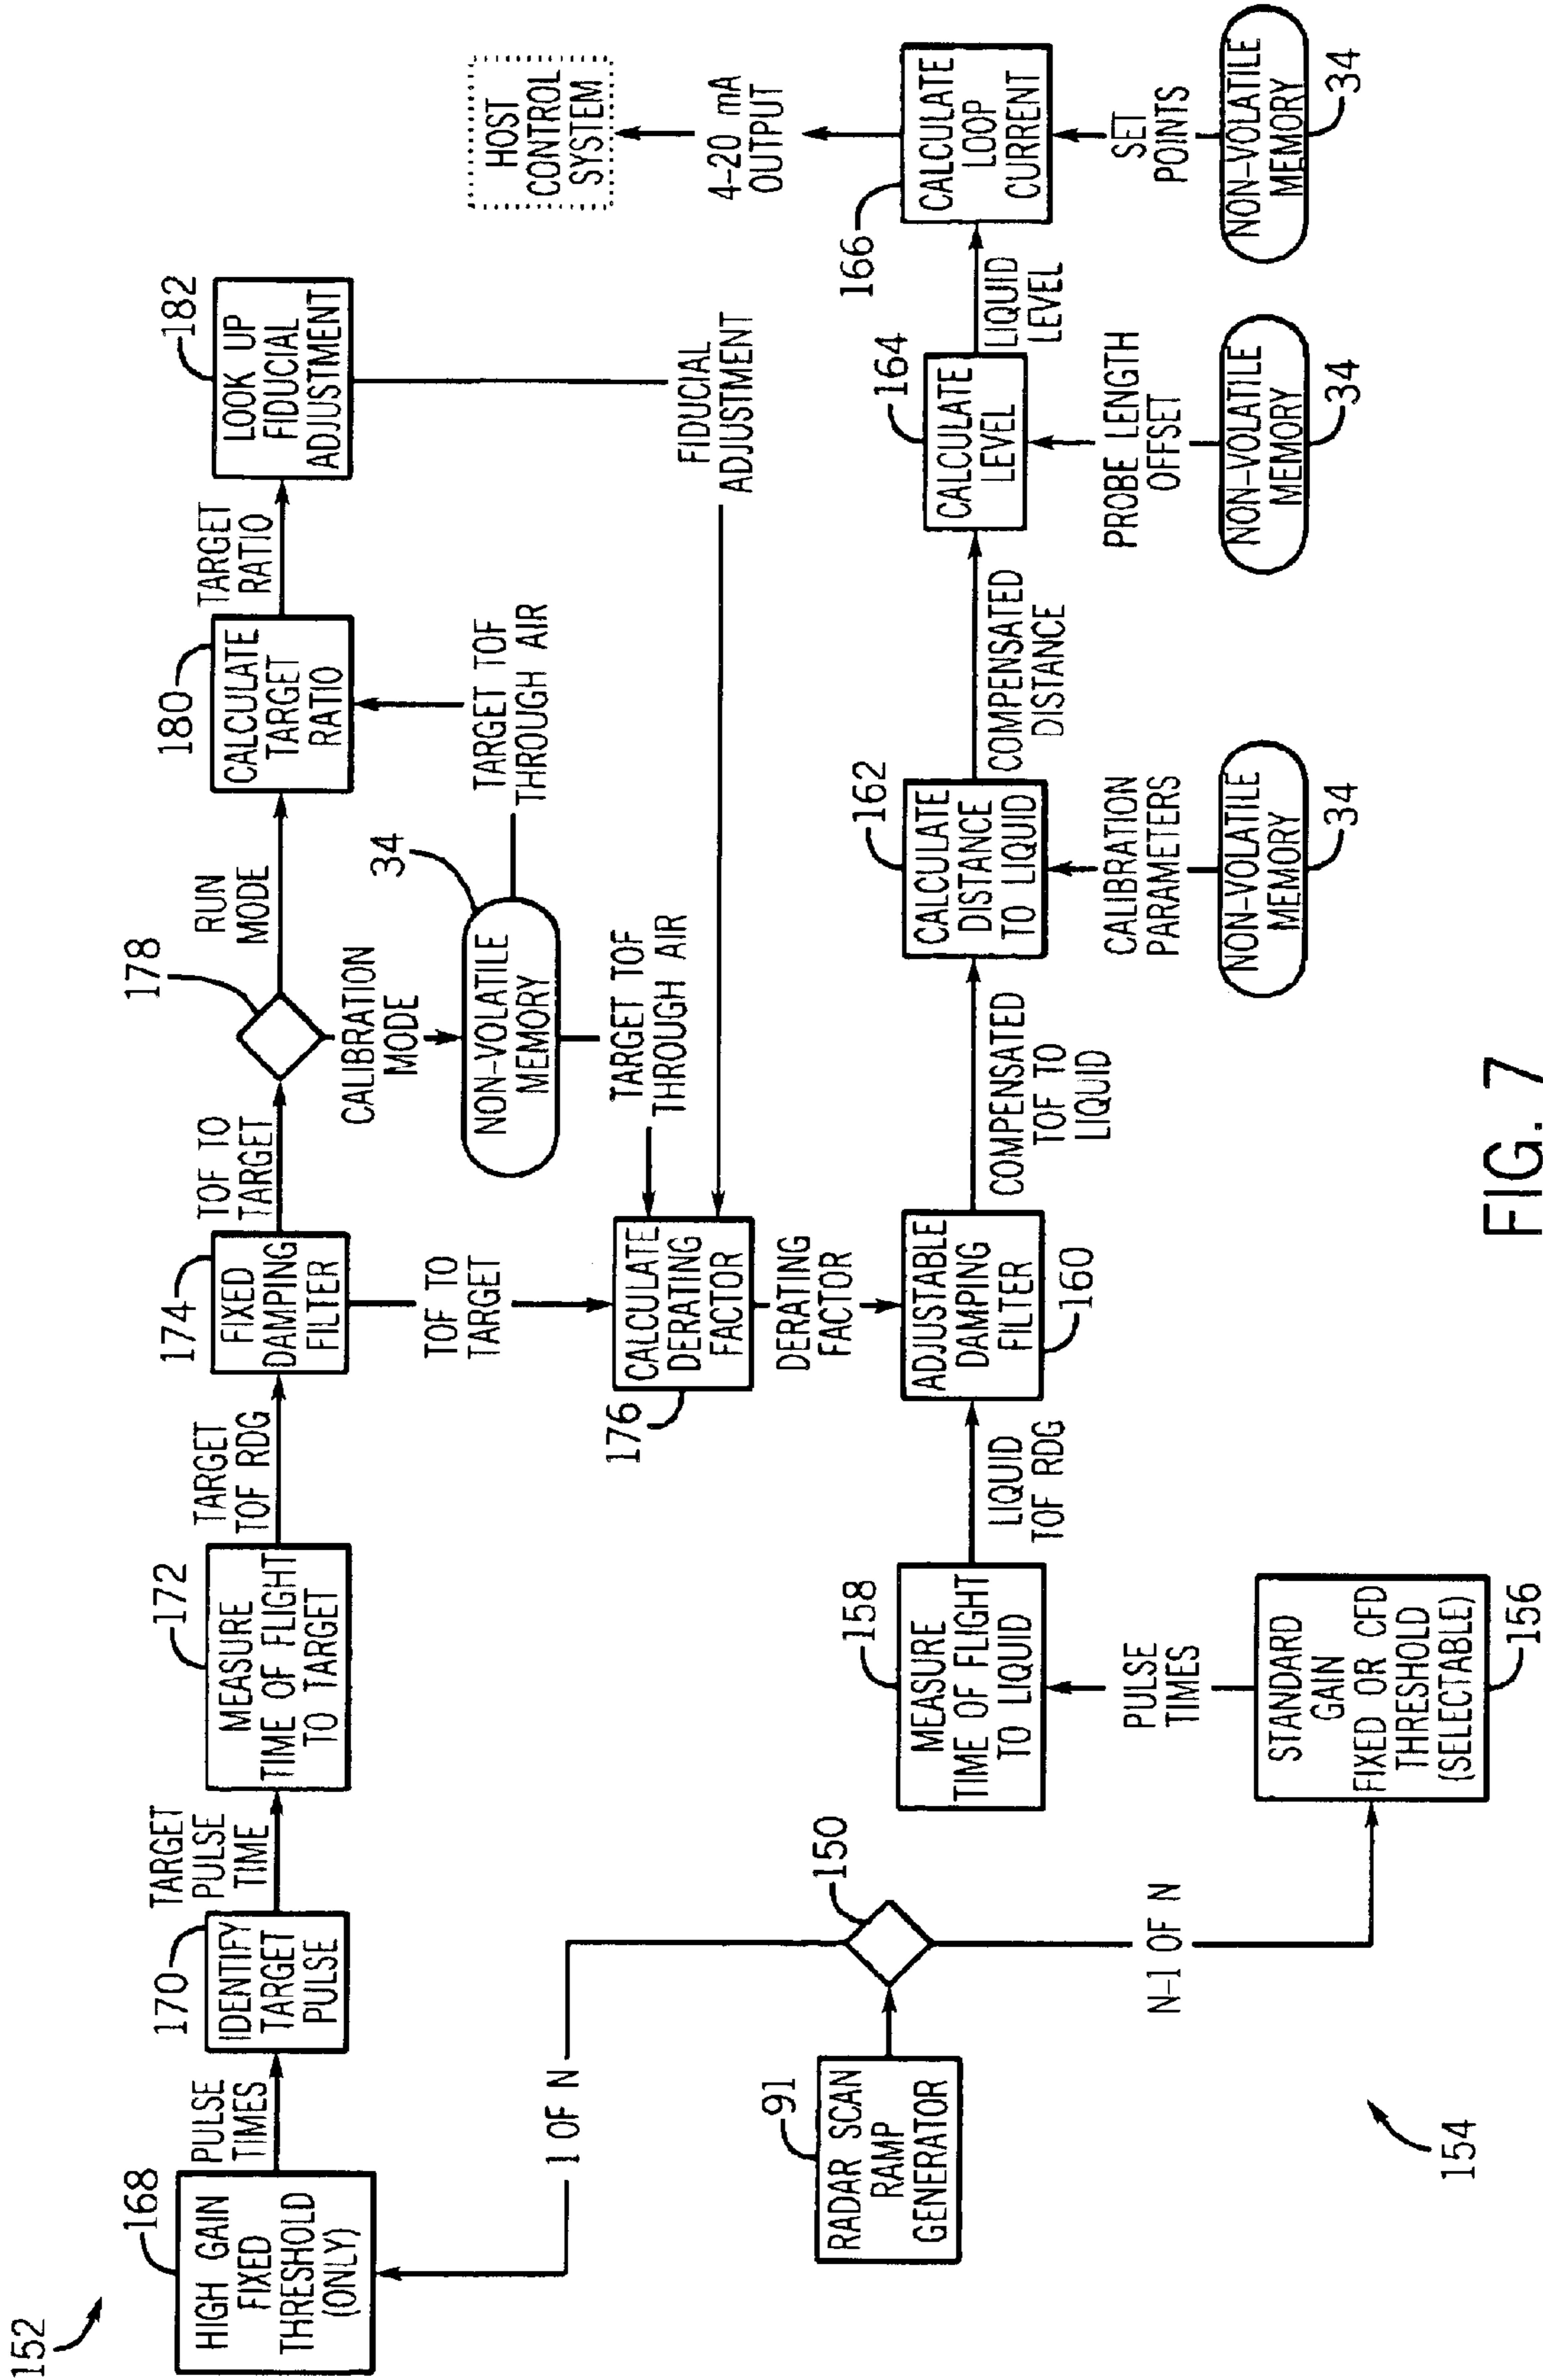 152
168
HIGH GAIN
FIXED
THRESHOLD
(ONLY)
PULSE
TIMES
170
IDENTIFY
TARGET
PULSE
TARGET
PULSE
TIME
172
MEASURE
TIME OF FLIGHT
TO TARGET
TARGET
TOF RDG
174
FIXED
DAMPING
FILTER
TOF TO
TARGET
178
RUN
MODE
180
CALCULATE
TARGET
RATIO
TARGET
RATIO
182
LOOK UP
FIDUCIAL
ADJUSTMENT
CALIBRATION
MODE
34
NON-VOLATILE
MEMORY
TARGET TOF
THROUGH AIR
TARGET TOF
THROUGH AIR
FIDUCIAL
ADJUSTMENT
TOF TO
TARGET
176
CALCULATE
DERATING
FACTOR
DERATING
FACTOR
1 OF N
91
RADAR SCAN
RAMP
GENERATOR
150
N-1 OF N
158
MEASURE
TIME OF FLIGHT
TO LIQUID
LIQUID
TOF RDG
ADJUSTABLE
DAMPING
FILTER
160
COMPENSATED
TOF TO
LIQUID
162
CALCULATE
DISTANCE
TO LIQUID
COMPENSATED
DISTANCE
164
CALCULATE
LEVEL
LIQUID
LEVEL
166
CALCULATE
LOOP
CURRENT
4-20 mA
OUTPUT
HOST
CONTROL
SYSTEM
PULSE
TIMES
STANDARD
GAIN
FIXED OR CFD
THRESHOLD
(SELECTABLE)
156
CALIBRATION
PARAMETERS
NON-VOLATILE
MEMORY
34
PROBE LENGTH
OFFSET
NON-VOLATILE
MEMORY
34
SET
POINTS
NON-VOLATILE
MEMORY
34
154
FIG. 7